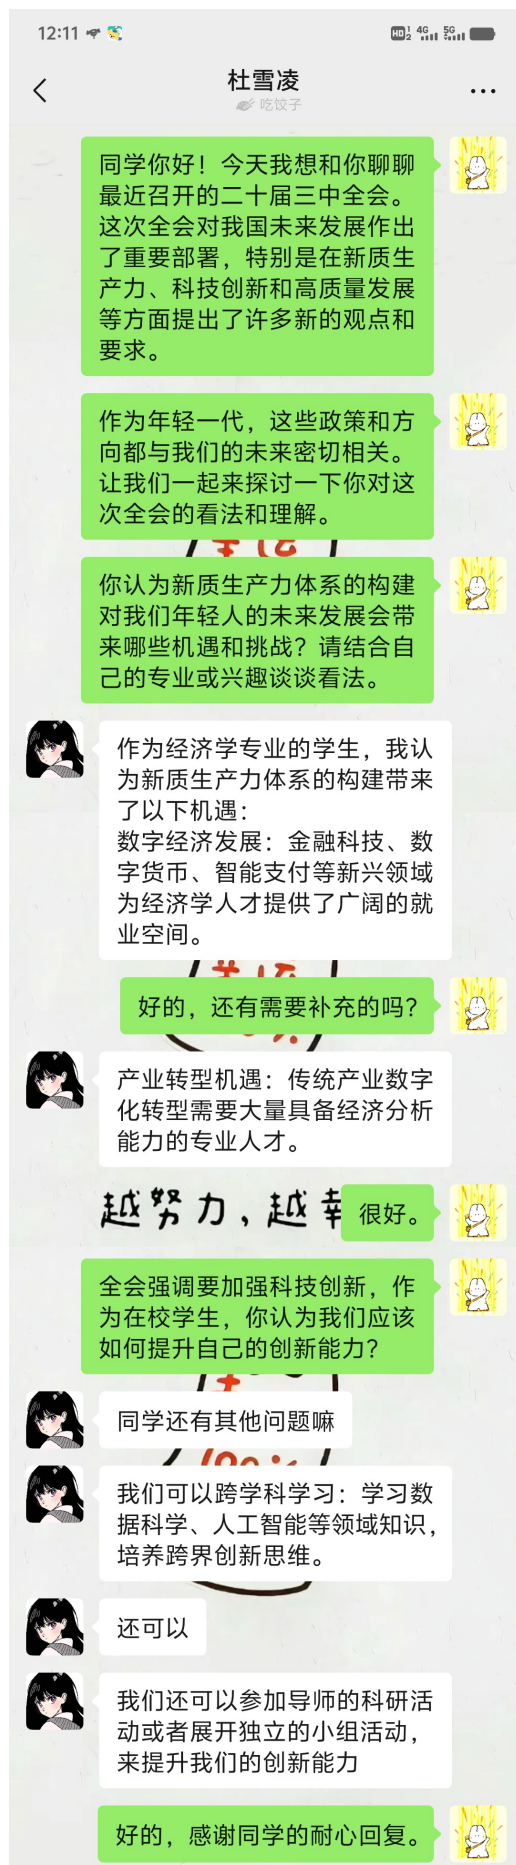 12:11
HD 1 2 4G 5G
杜雪凌
吃饺子
同学你好！今天我想和你聊聊
最近召开的二十届三中全会。
这次全会对我国未来发展作出
了重要部署，特别是在新质生
产力、科技创新和高质量发展
等方面提出了许多新的观点和
要求。
作为年轻一代，这些政策和方
向都与我们的未来密切相关。
让我们一起来探讨一下你对这
次全会的看法和理解。
你认为新质生产力体系的构建
对我们年轻人的未来发展会带
来哪些机遇和挑战？请结合自
己的专业或兴趣谈谈看法。
作为经济学专业的学生，我认
为新质生产力体系的构建带来
了以下机遇：
数字经济发展：金融科技、数
字货币、智能支付等新兴领域
为经济学人才提供了广阔的就
业空间。
好的，还有需要补充的吗？
产业转型机遇：传统产业数字
化转型需要大量具备经济分析
能力的专业人才。
越努力，越幸
很好。
全会强调要加强科技创新，作
为在校学生，你认为我们应该
如何提升自己的创新能力？
同学还有其他问题嘛
我们可以跨学科学习：学习数
据科学、人工智能等领域知识，
培养跨界创新思维。
还可以
我们还可以参加导师的科研活
动或者展开独立的小组活动，
来提升我们的创新能力
好的，感谢同学的耐心回复。